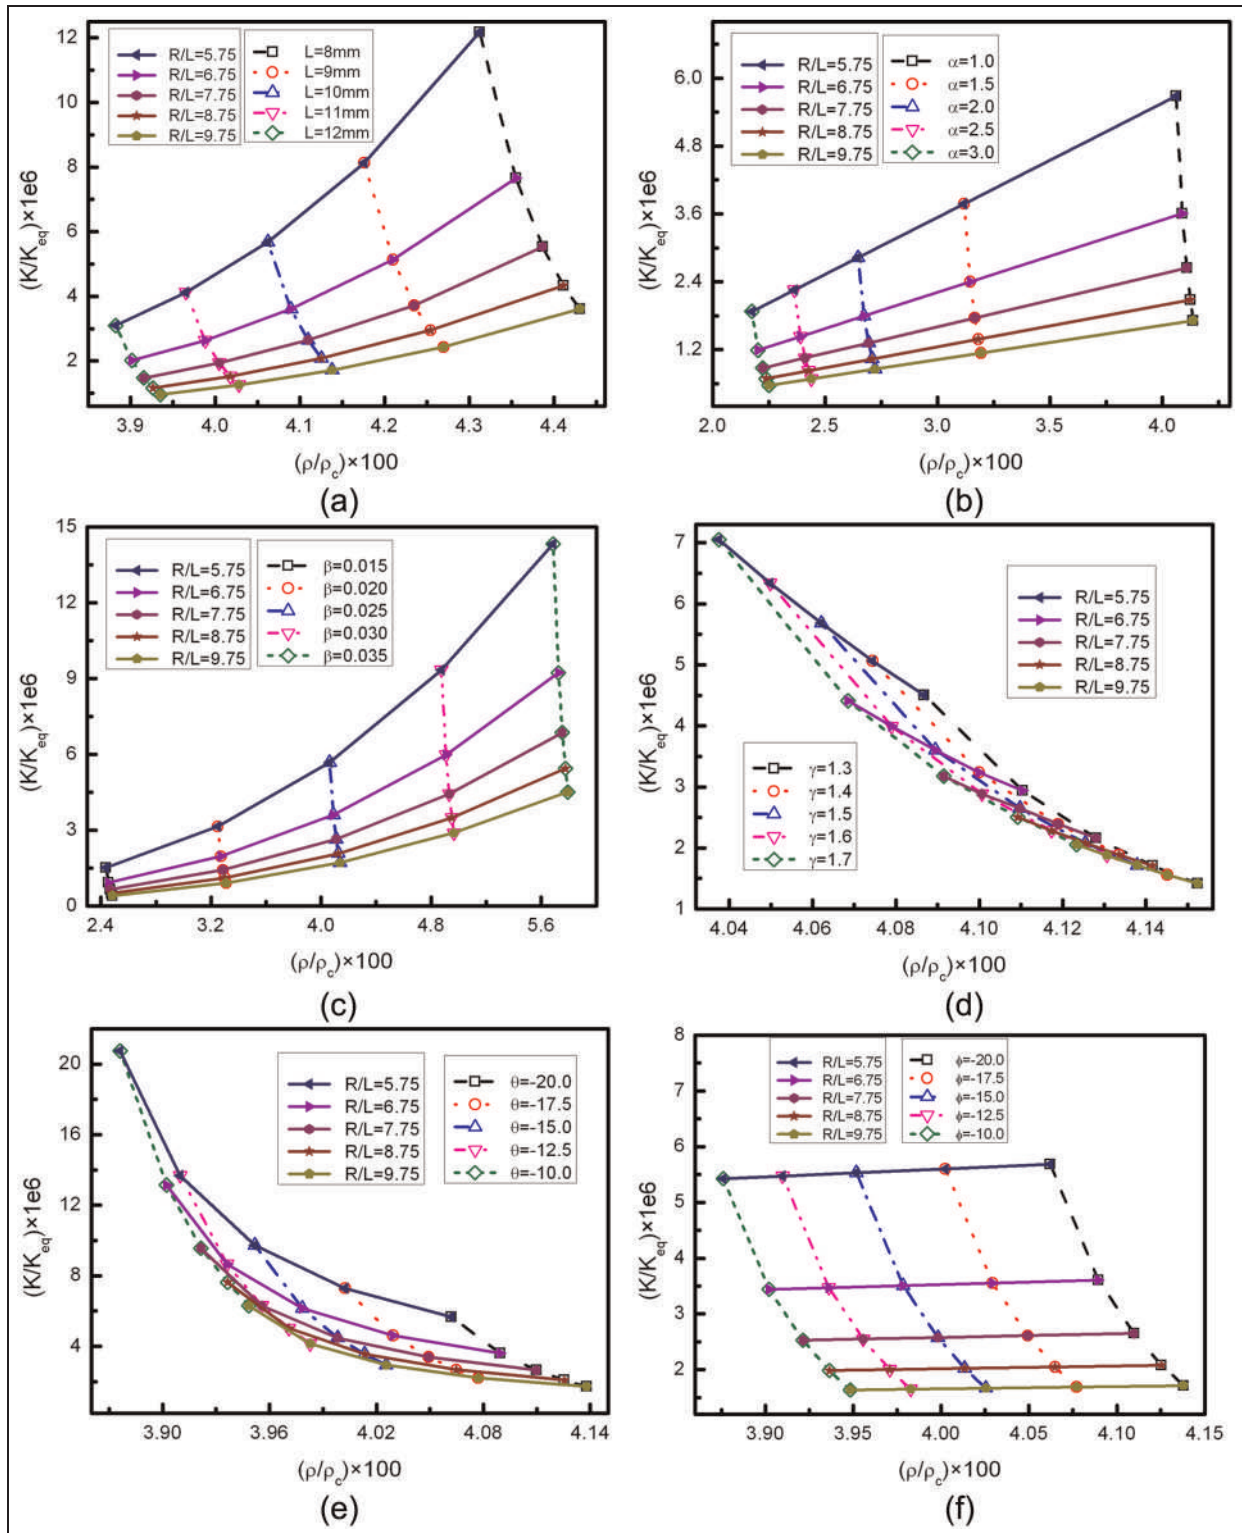 12
10
8
6
4
2
(K/K_eq)×1e6
R/L=5.75
R/L=6.75
R/L=7.75
R/L=8.75
R/L=9.75
L=8mm
L=9mm
L=10mm
L=11mm
L=12mm
3.9
4.0
4.1
4.2
4.3
4.4
(ρ/ρ_c)×100
(a)
6.0
4.8
3.6
2.4
1.2
(K/K_eq)×1e6
R/L=5.75
R/L=6.75
R/L=7.75
R/L=8.75
R/L=9.75
α=1.0
α=1.5
α=2.0
α=2.5
α=3.0
2.0
2.5
3.0
3.5
4.0
(ρ/ρ_c)×100
(b)
15
12
9
6
3
0
(K/K_eq)×1e6
R/L=5.75
R/L=6.75
R/L=7.75
R/L=8.75
R/L=9.75
β=0.015
β=0.020
β=0.025
β=0.030
β=0.035
2.4
3.2
4.0
4.8
5.6
(ρ/ρ_c)×100
(c)
7
6
5
4
3
2
1
(K/K_eq)×1e6
R/L=5.75
R/L=6.75
R/L=7.75
R/L=8.75
R/L=9.75
γ=1.3
γ=1.4
γ=1.5
γ=1.6
γ=1.7
4.04
4.06
4.08
4.10
4.12
4.14
(ρ/ρ_c)×100
(d)
20
16
12
8
4
(K/K_eq)×1e6
R/L=5.75
R/L=6.75
R/L=7.75
R/L=8.75
R/L=9.75
θ=-20.0
θ=-17.5
θ=-15.0
θ=-12.5
θ=-10.0
3.90
3.96
4.02
4.08
4.14
(ρ/ρ_c)×100
(e)
8
7
6
5
4
3
2
(K/K_eq)×1e6
R/L=5.75
R/L=6.75
R/L=7.75
R/L=8.75
R/L=9.75
ϕ=-20.0
ϕ=-17.5
ϕ=-15.0
ϕ=-12.5
ϕ=-10.0
3.90
3.95
4.00
4.05
4.10
4.15
(ρ/ρ_c)×100
(f)